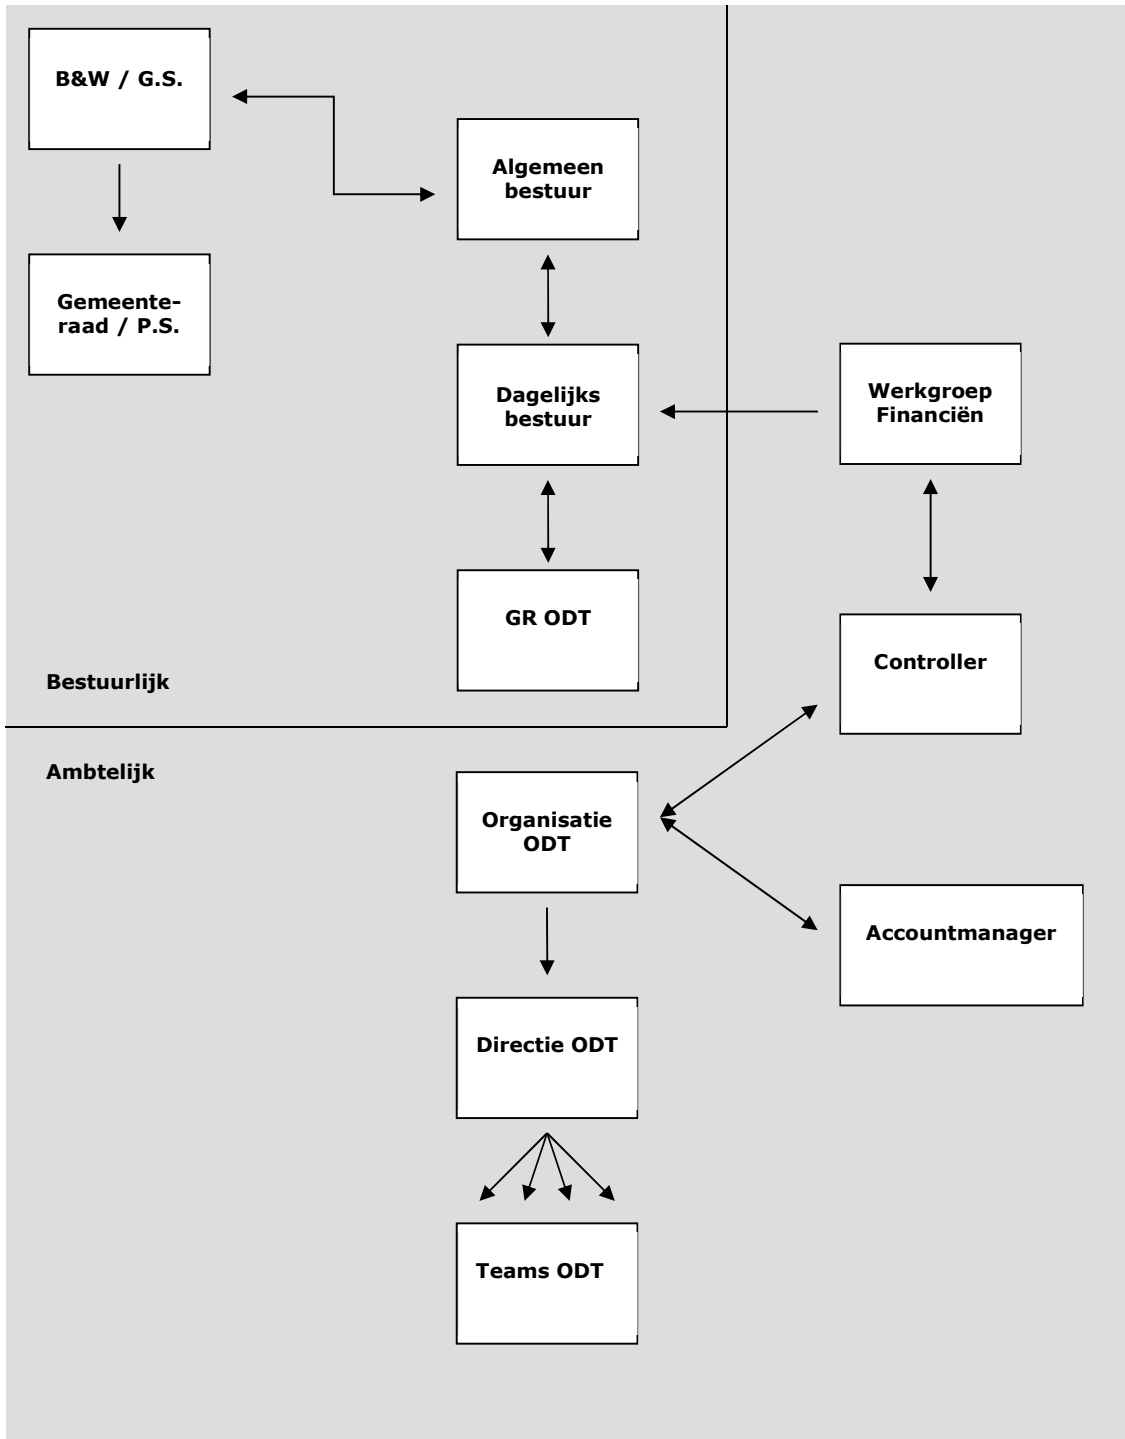 B&W / G.S.
Algemeen
bestuur
Gemeente-
raad / P.S.
Dagelijks
bestuur
Werkgroep
Financiën
GR ODT
Controller
Bestuurlijk
Ambtelijk
Organisatie
ODT
Accountmanager
Directie ODT
Teams ODT